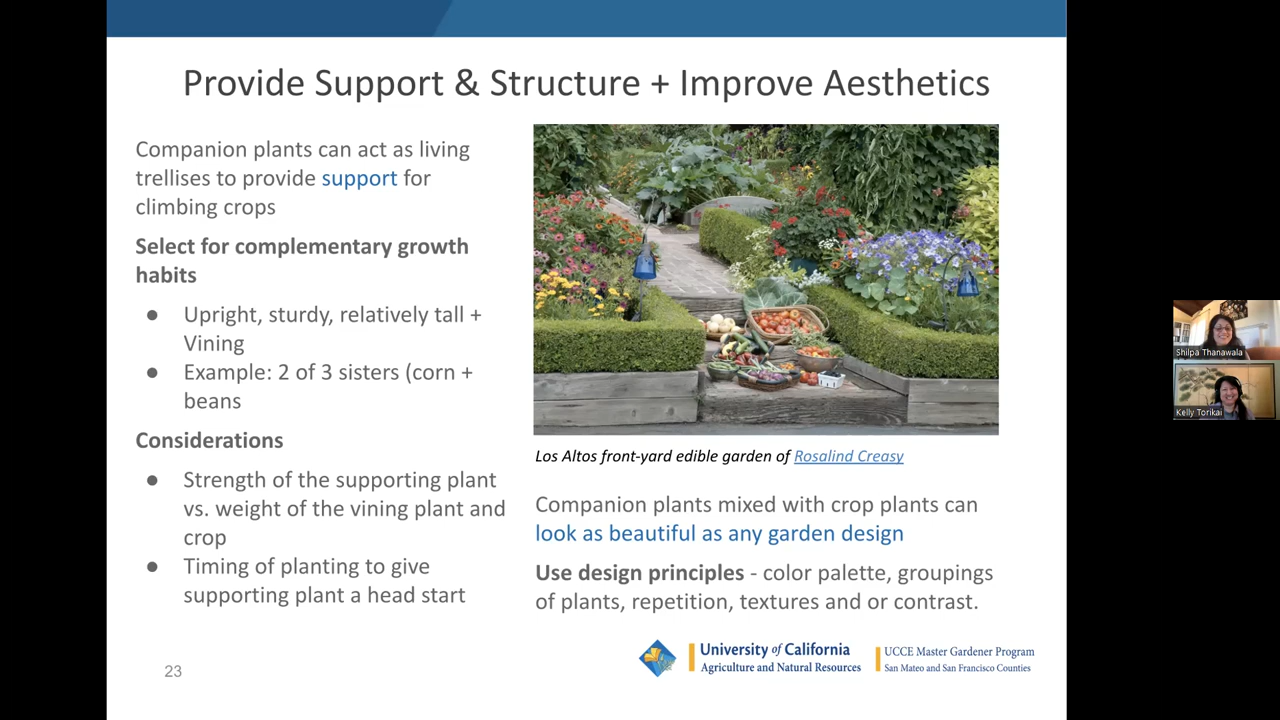 Provide Support & Structure + Improve Aesthetics
Companion plants can act as living
trellises to provide support for
climbing crops
Select for complementary growth
habits
● Upright, sturdy, relatively tall +
Vining
● Example: 2 of 3 sisters (corn +
beans
Considerations
● Strength of the supporting plant
vs. weight of the vining plant and
crop
● Timing of planting to give
supporting plant a head start
Los Altos front-yard edible garden of Rosalind Creasy
Companion plants mixed with crop plants can
look as beautiful as any garden design
Use design principles - color palette, groupings
of plants, repetition, textures and or contrast.
23
University of California
Agriculture and Natural Resources
UCCE Master Gardener Program
San Mateo and San Francisco Counties
Shilpa Thanawala
Kelly Torikai